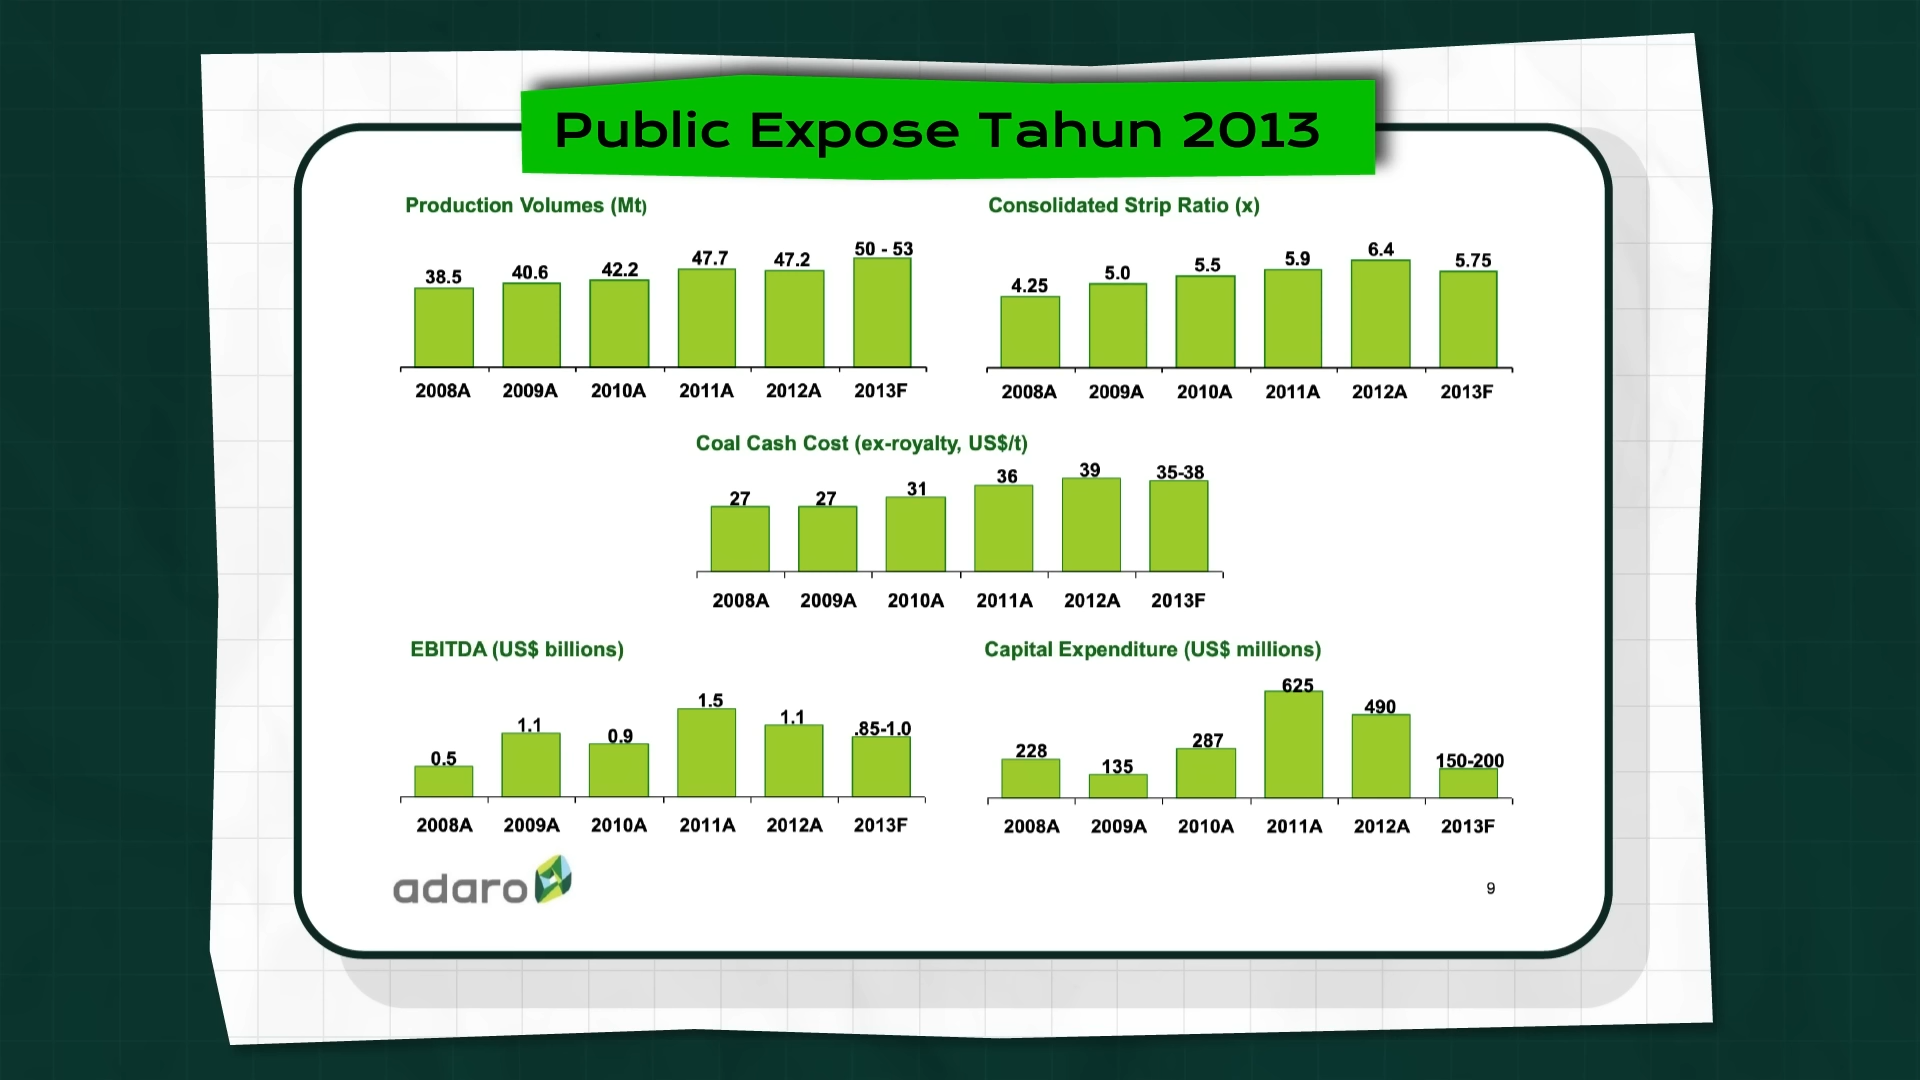 Public Expose Tahun 2013
Production Volumes (Mt)
38.5 40.6 42.2 47.7 47.2 50 - 53
2008A 2009A 2010A 2011A 2012A 2013F
Consolidated Strip Ratio (x)
4.25 5.0 5.5 5.9 6.4 5.75
2008A 2009A 2010A 2011A 2012A 2013F
Coal Cash Cost (ex-royalty, US$/t)
27 27 31 36 39 35-38
2008A 2009A 2010A 2011A 2012A 2013F
EBITDA (US$ billions)
0.5 1.1 0.9 1.5 1.1 .85-1.0
2008A 2009A 2010A 2011A 2012A 2013F
Capital Expenditure (US$ millions)
228 135 287 625 490 150-200
2008A 2009A 2010A 2011A 2012A 2013F
adaro
9